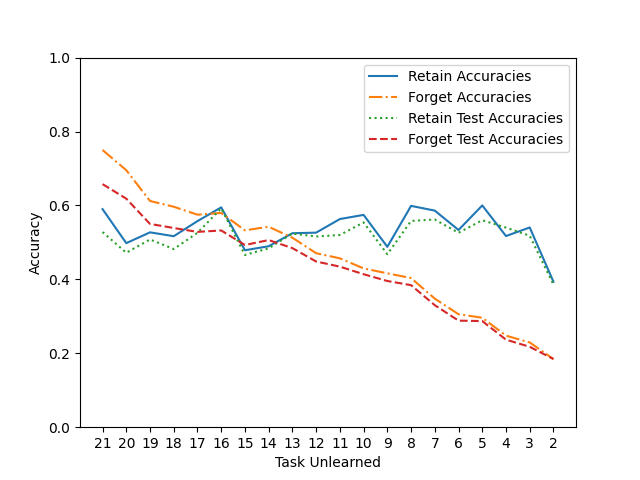 1.0
0.8
0.6
0.4
0.2
0.0
Accuracy
Retain Accuracies
Forget Accuracies
Retain Test Accuracies
Forget Test Accuracies
21 20 19 18 17 16 15 14 13 12 11 10 9 8 7 6 5 4 3 2
Task Unlearned